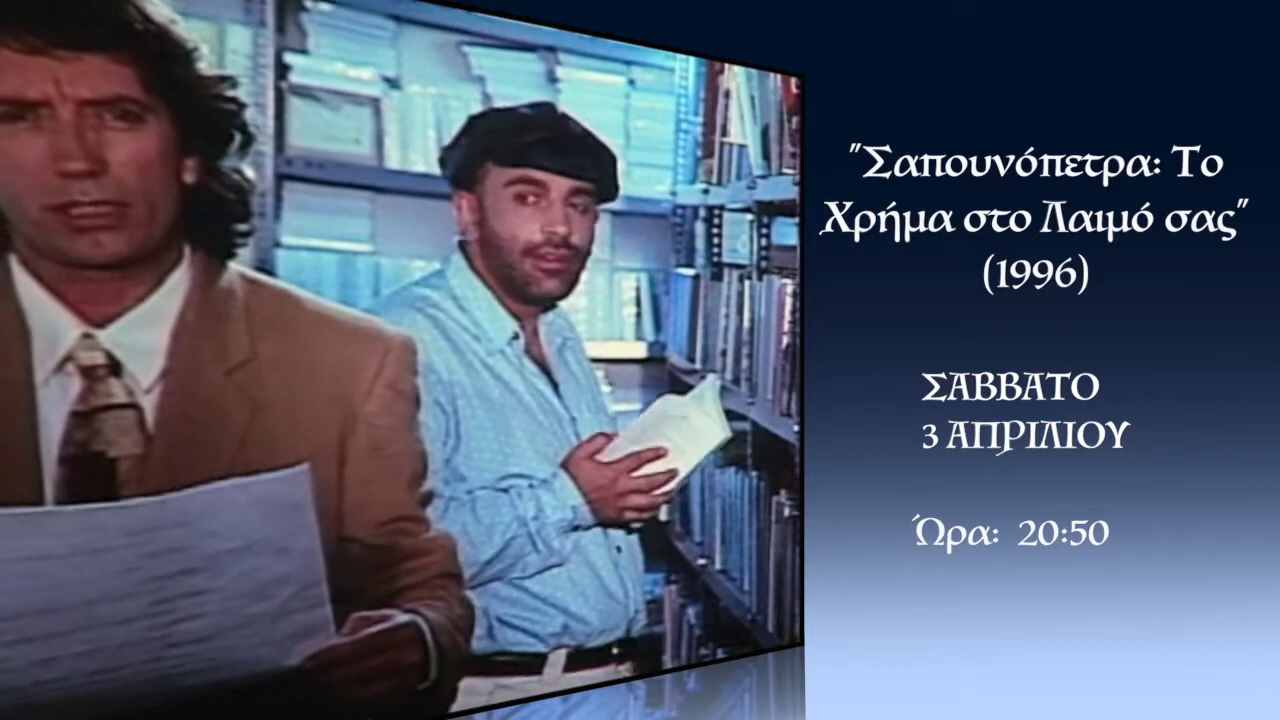 "Σαπουνόπετρα: Το
Χρήμα στο Λαιμό σας"
(1996)
ΣΑΒΒΑΤΟ
3 ΑΠΡΙΛΙΟΥ
Ώρα: 20:50